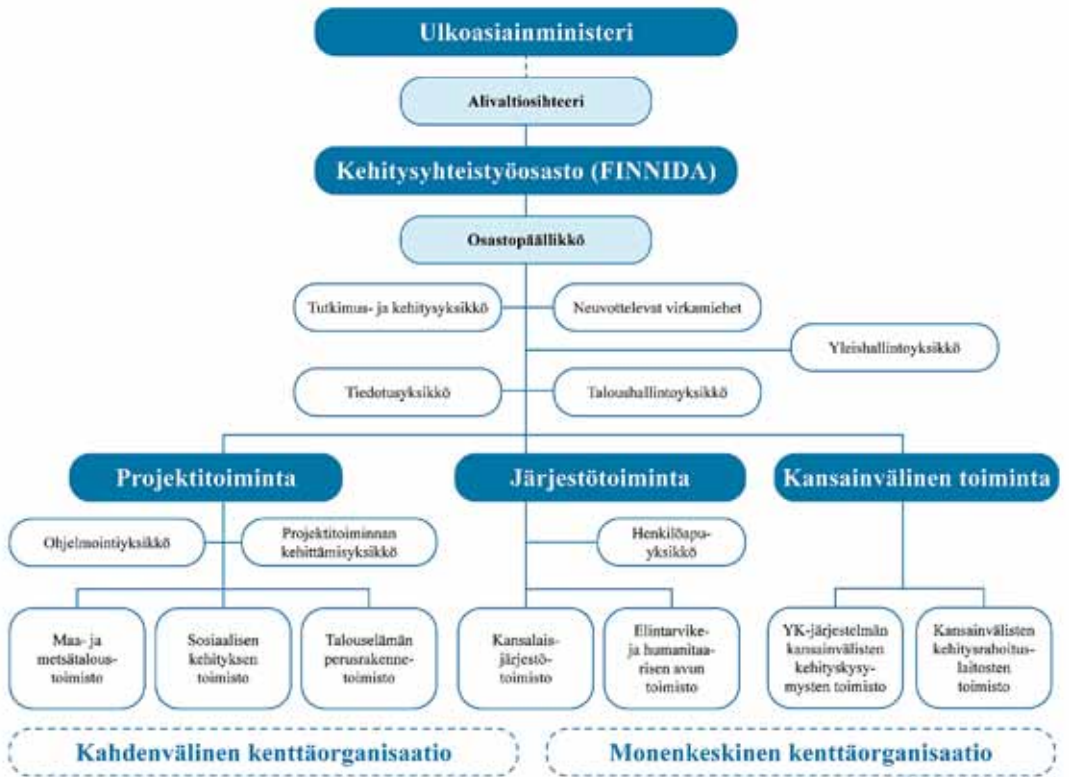 Ulkoasiainministeri
Alivaltiosihteeri
Kehitysyhteistyöosasto (FINNIDA)
Osastopäällikkö
Tutkimus- ja kehitysyksikkö
Neuvottelevat virkamiehet
Yleishallintoyksikkö
Tiedotusyksikkö
Taloushallintoyksikkö
Projektitoiminta
Järjestötoiminta
Kansainvälinen toiminta
Ohjelmointiyksikkö
Projektitoiminnan
kehittämisyksikkö
Henkilöapu-
yksikkö
Maa- ja
metsätalous-
toimisto
Sosiaalisen
kehityksen
toimisto
Talouselämän
perusrakenne-
toimisto
Kansalais-
järjestö-
toimisto
Elintarvike-
ja humanitaa-
risen avun
toimisto
YK-järjestelmän
kansainvälisten
kehityskysy-
mysten toimisto
Kansainvälisten
kehitysrahoitus-
laitosten
toimisto
Kahdenvälinen kenttäorganisaatio
Monenkeskinen kenttäorganisaatio